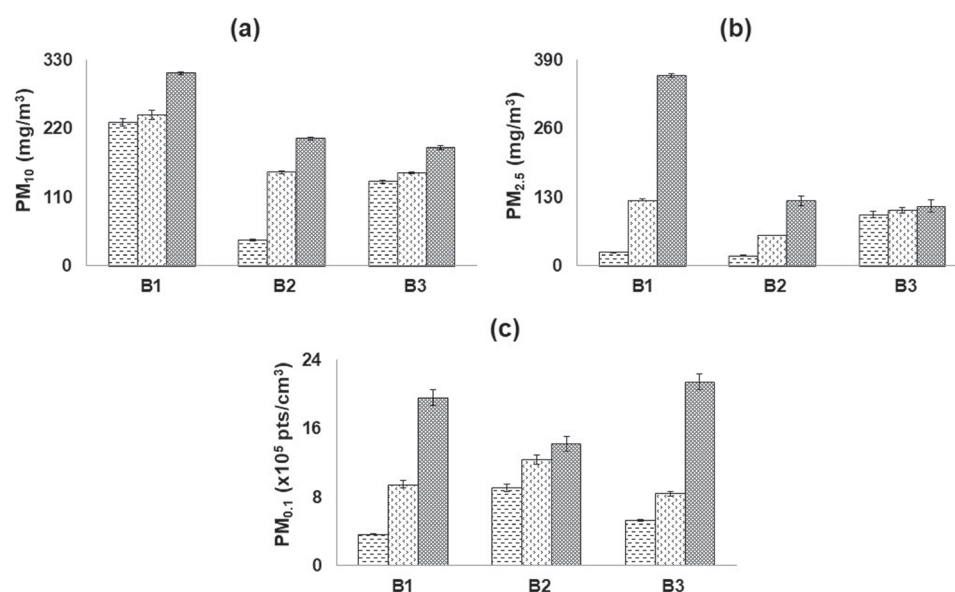 (a)
PM10 (mg/m3)
330
220
110
0
B1 B2 B3
(b)
PM2.5 (mg/m3)
390
260
130
0
B1 B2 B3
(c)
PM0.1 (x105 pts/cm3)
24
16
8
0
B1 B2 B3